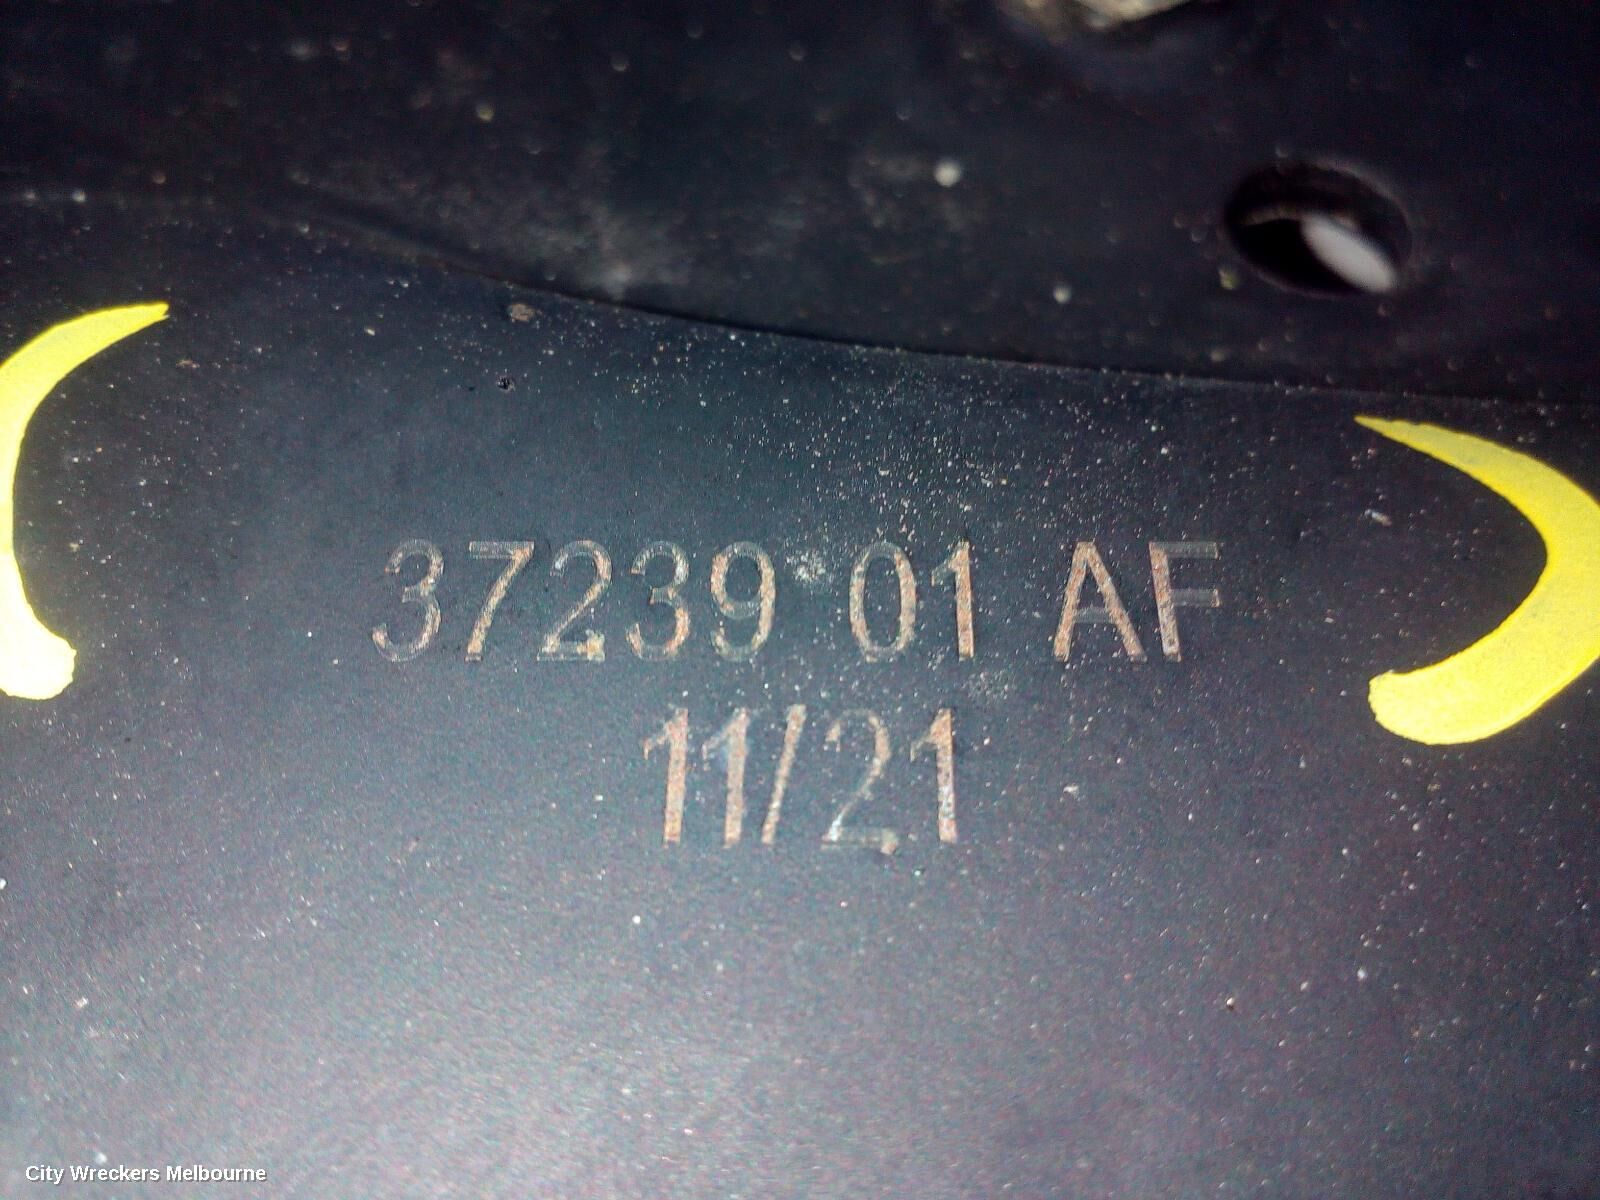 37239 01 AF
11/21
City Wreckers Melbourne